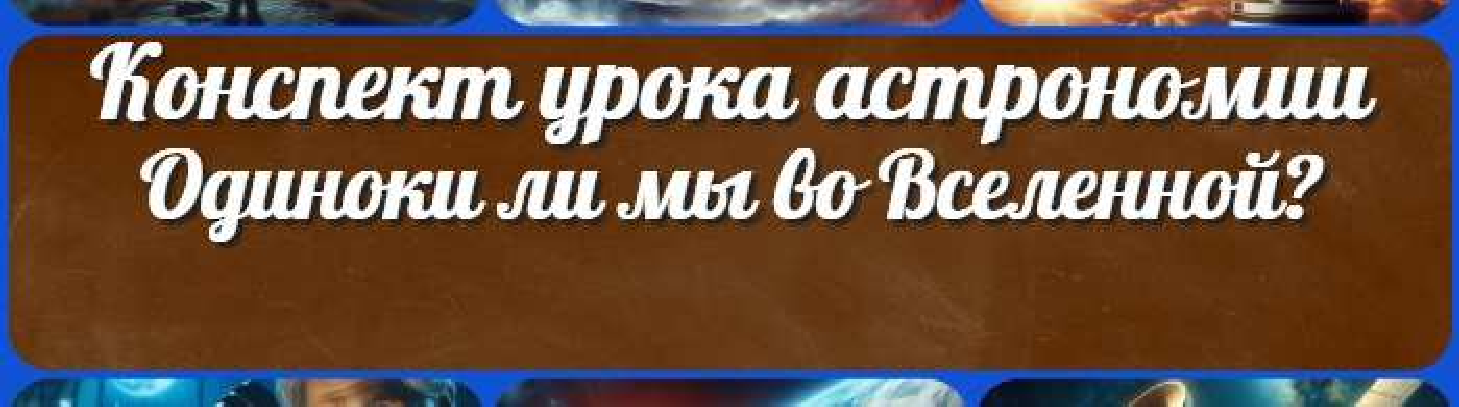 Конспект урока астрономии
Одиноки ли мы во Вселенной?